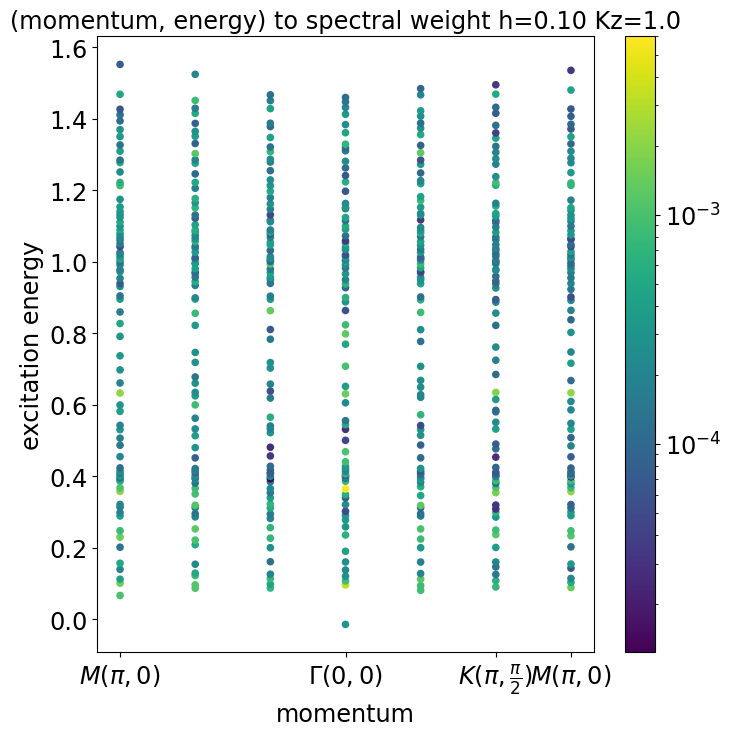 (momentum, energy) to spectral weight h=0.10 Kz=1.0
1.6
1.4
1.2
1.0
0.8
0.6
0.4
0.2
0.0
excitation energy
M(π, 0)
Γ(0, 0)
K(π, π/2)
M(π, 0)
momentum
10⁻³
10⁻⁴